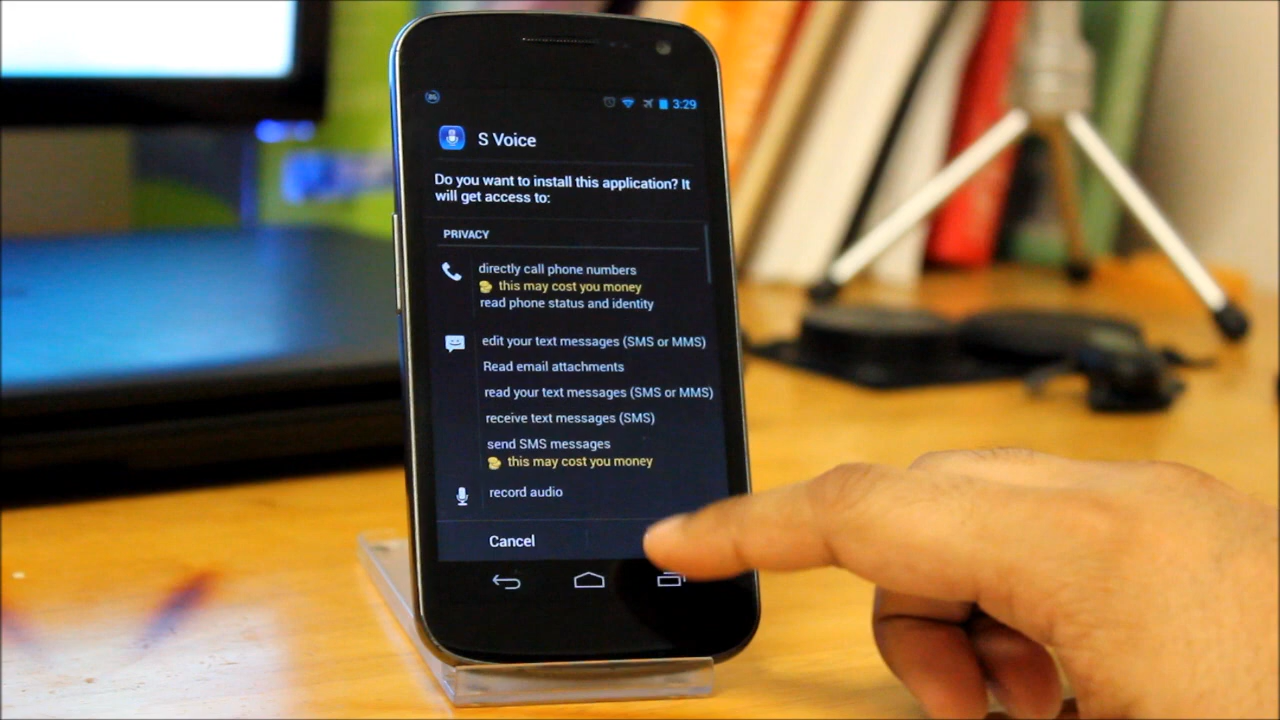 3:29
S Voice
Do you want to install this application? It
will get access to:
PRIVACY
directly call phone numbers
this may cost you money
read phone status and identity
edit your text messages (SMS or MMS)
Read email attachments
read your text messages (SMS or MMS)
receive text messages (SMS)
send SMS messages
this may cost you money
record audio
Cancel